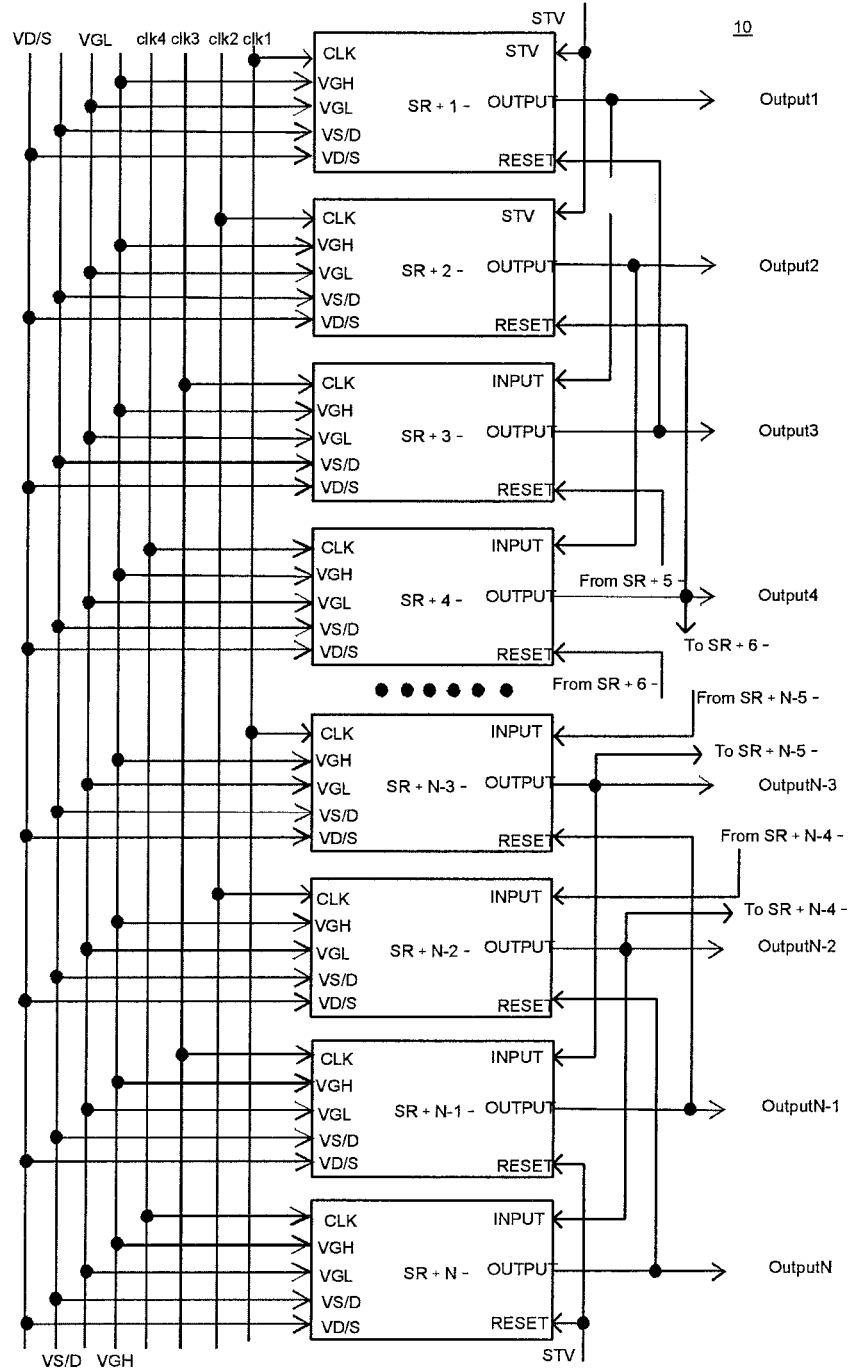 STV
10
VD/S VGL clk4 clk3 clk2 clk1
CLK STV
VGH
VGL SR + 1 - OUTPUT Output1
VS/D
VD/S RESET
CLK STV
VGH
VGL SR + 2 - OUTPUT Output2
VS/D
VD/S RESET
CLK INPUT
VGH
VGL SR + 3 - OUTPUT Output3
VS/D
VD/S RESET
CLK INPUT
VGH From SR + 5 -
VGL SR + 4 - OUTPUT Output4
VS/D
VD/S RESET To SR + 6 -
From SR + 6 -
From SR + N-5 -
CLK INPUT
VGH To SR + N-5 -
VGL SR + N-3 - OUTPUT OutputN-3
VS/D
VD/S RESET From SR + N-4 -
CLK INPUT
VGH To SR + N-4 -
VGL SR + N-2 - OUTPUT OutputN-2
VS/D
VD/S RESET
CLK INPUT
VGH
VGL SR + N-1 - OUTPUT OutputN-1
VS/D
VD/S RESET
CLK INPUT
VGH
VGL SR + N - OUTPUT OutputN
VS/D
VD/S RESET
VS/D VGH STV